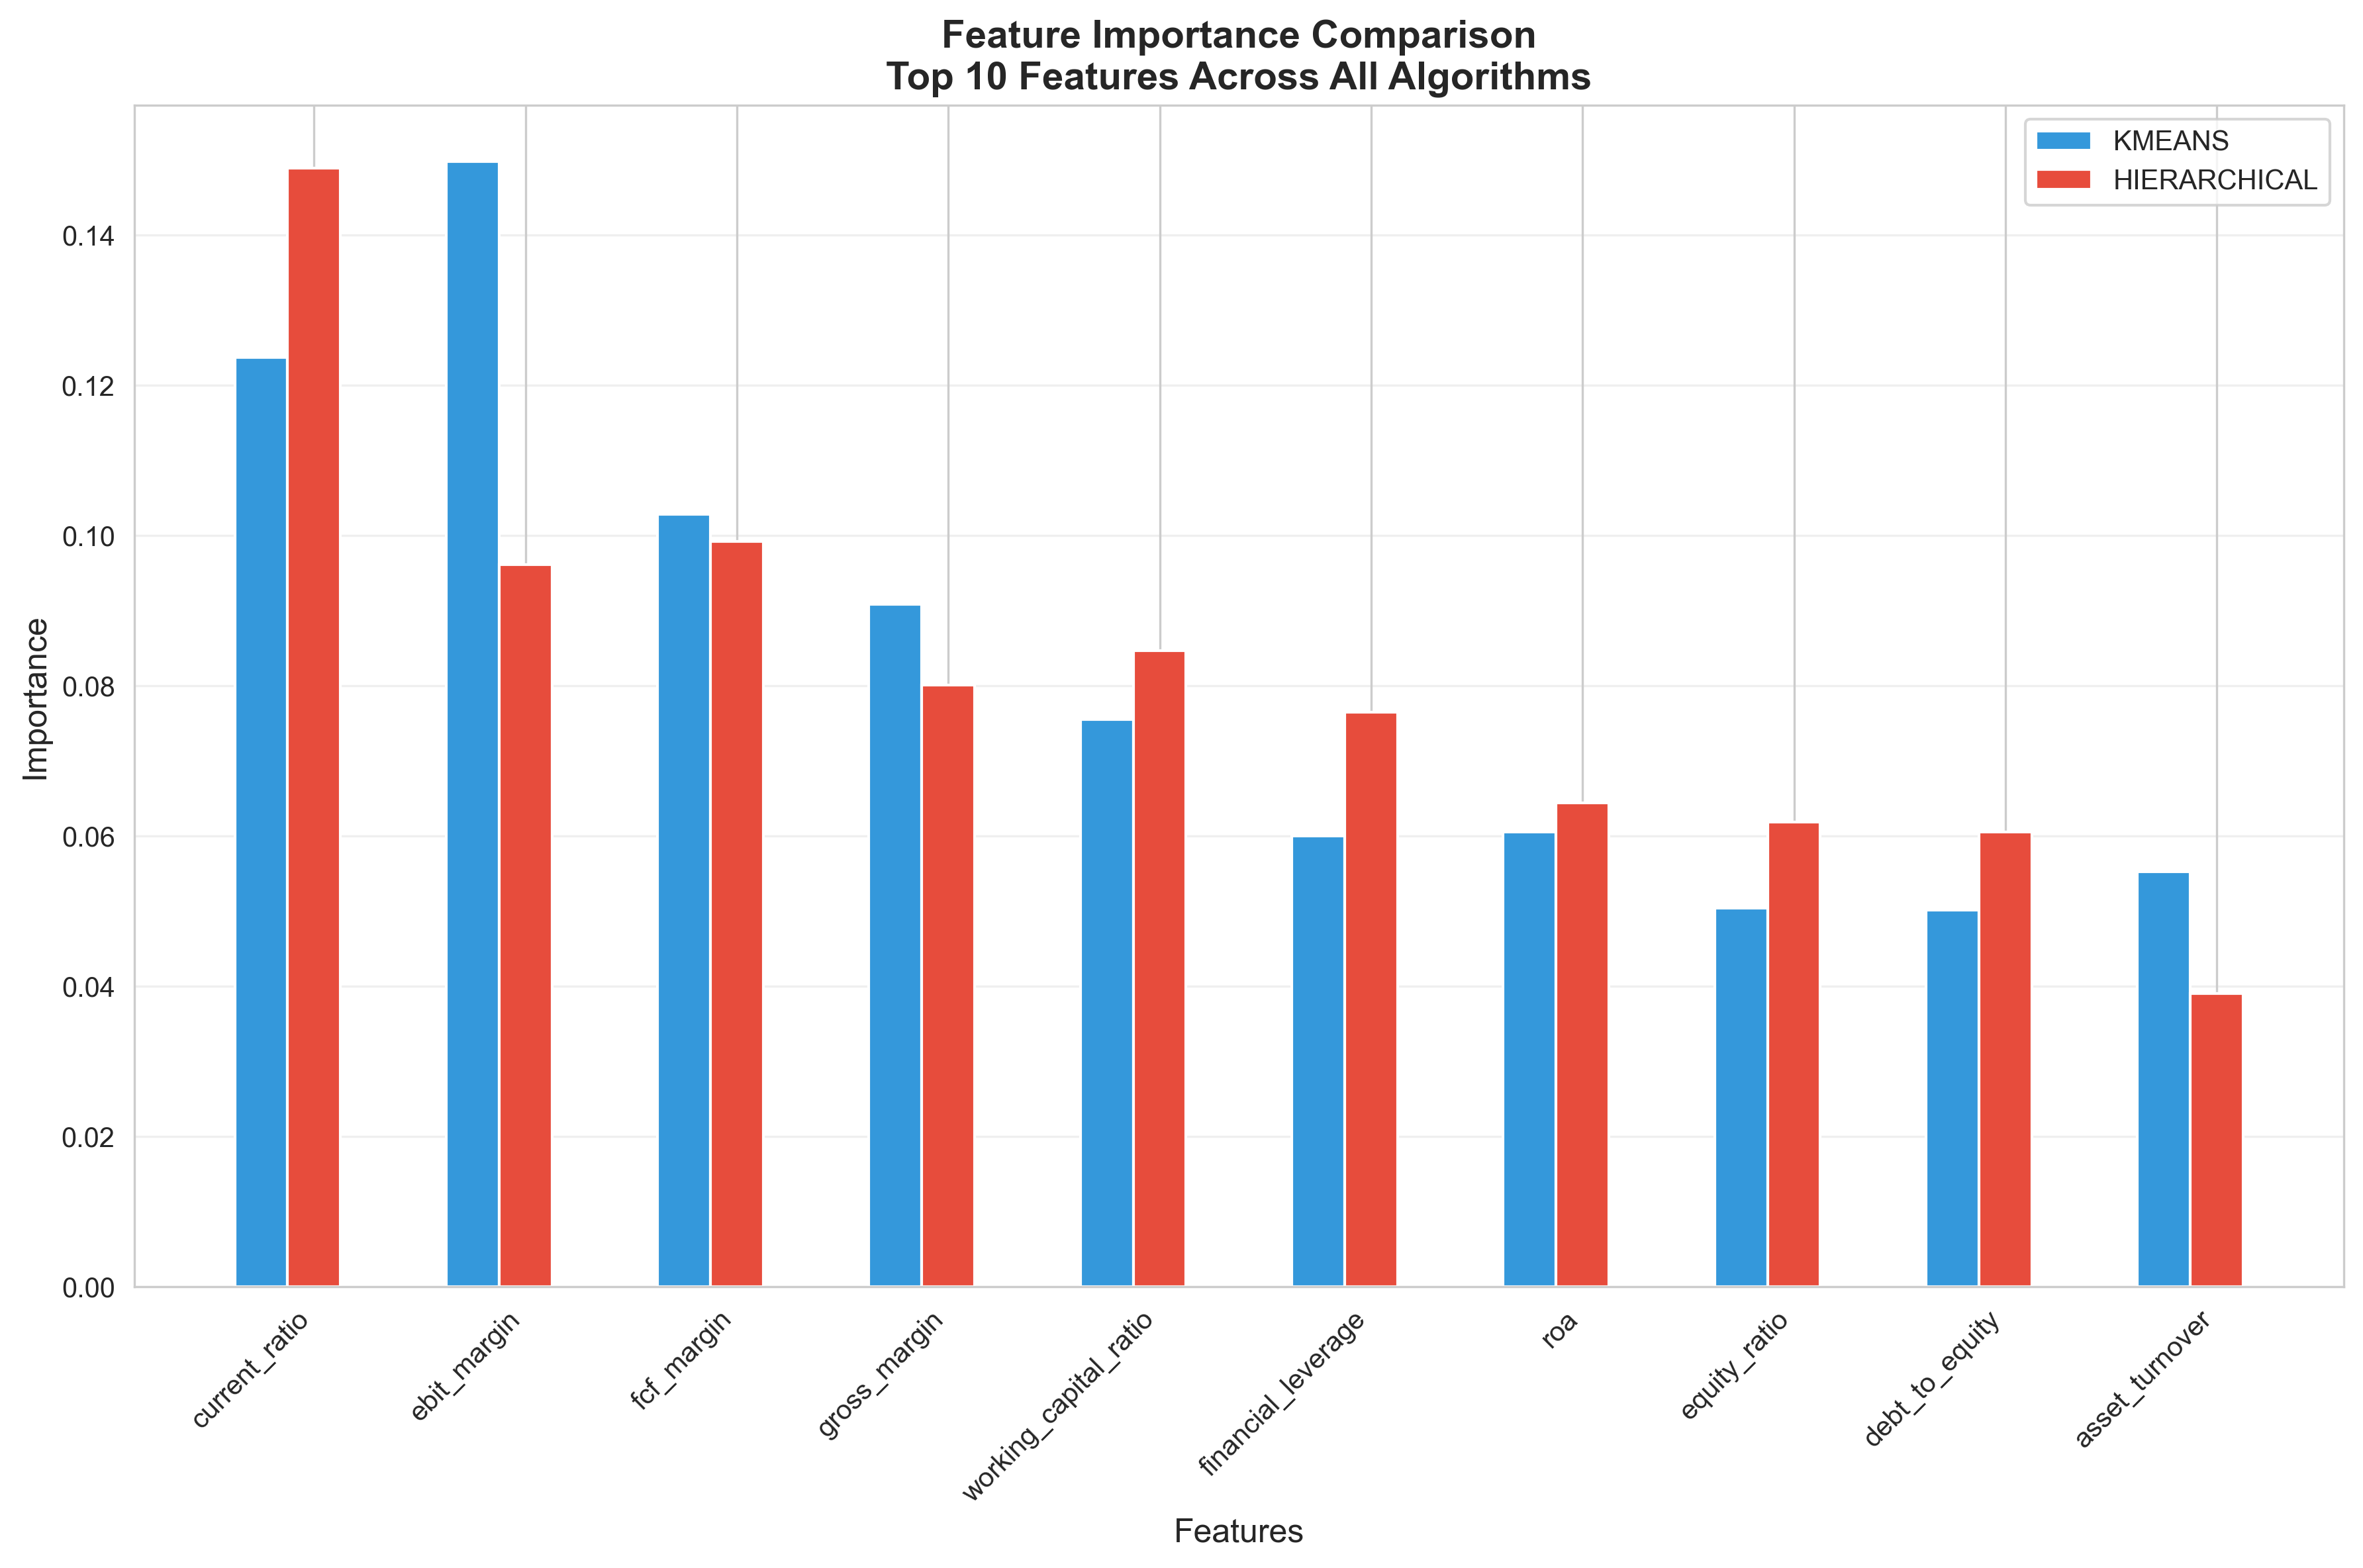 Feature Importance Comparison
Top 10 Features Across All Algorithms
KMEANS
HIERARCHICAL
Importance
0.14
0.12
0.10
0.08
0.06
0.04
0.02
0.00
current_ratio
ebit_margin
fcf_margin
gross_margin
working_capital_ratio
financial_leverage
roa
equity_ratio
debt_to_equity
asset_turnover
Features